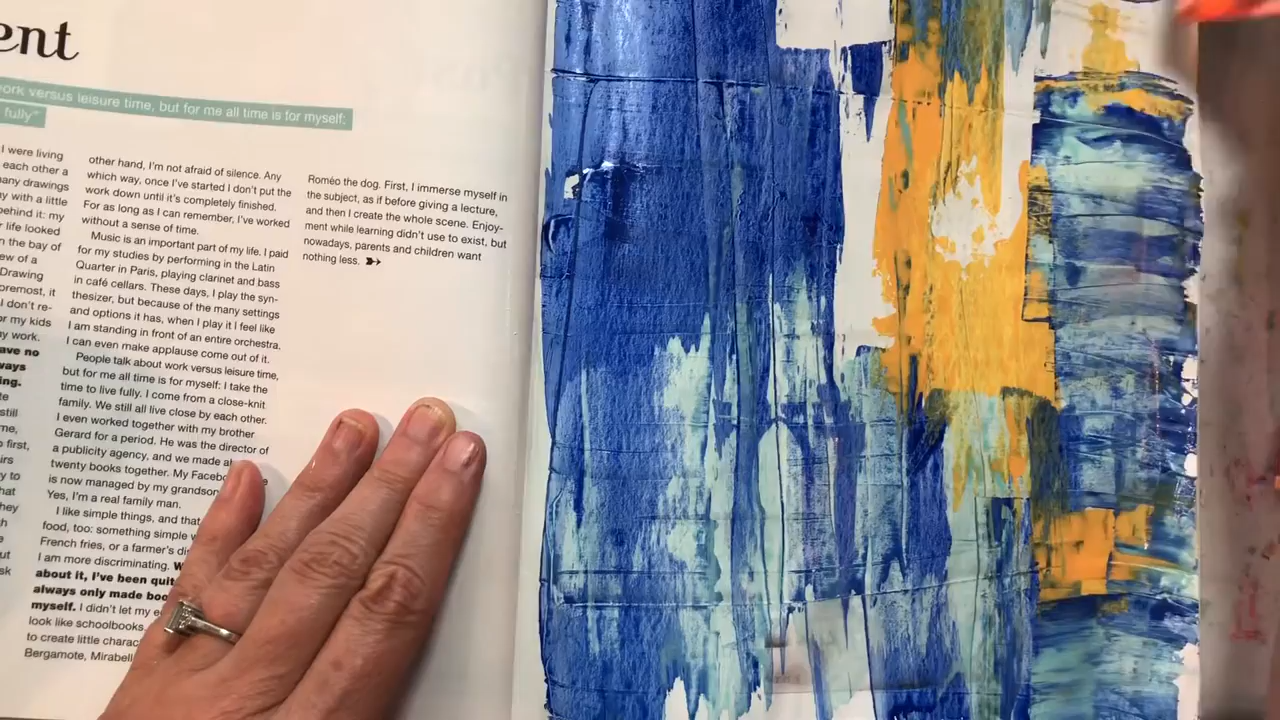 ent
work versus leisure time, but for me all time is for myself:
fully"
I were living
each other a
many drawings
with a little
behind it: my
life looked
the bay of
of a
Drawing
foremost, it
I don't re-
my kids
my work.
have no
always
still
me,
first,
to
hat
hey
other hand, I'm not afraid of silence. Any
which way, once I've started I don't put the
work down until it's completely finished.
For as long as I can remember, I've worked
without a sense of time.
Music is an important part of my life. I paid
for my studies by performing in the Latin
Quarter in Paris, playing clarinet and bass
in café cellars. These days, I play the syn-
thesizer, but because of the many settings
and options it has, when I play it I feel like
I am standing in front of an entire orchestra.
I can even make applause come out of it.
People talk about work versus leisure time,
but for me all time is for myself: I take the
time to live fully. I come from a close-knit
family. We still all live close by each other.
I even worked together with my brother
Gerard for a period. He was the director of
a publicity agency, and we made al
twenty books together. My Faceb
is now managed by my grandson
Yes, I'm a real family man.
I like simple things, and that
food, too: something simple w
French fries, or a farmer's di
I am more discriminating. W
about it, I've been quit
always only made boo
myself. I didn't let my e
look like schoolbooks.
to create little charac
Bergamote, Mirabell
Roméo the dog. First, I immerse myself in
the subject, as if before giving a lecture,
and then I create the whole scene. Enjoy-
ment while learning didn't use to exist, but
nowadays, parents and children want
nothing less.